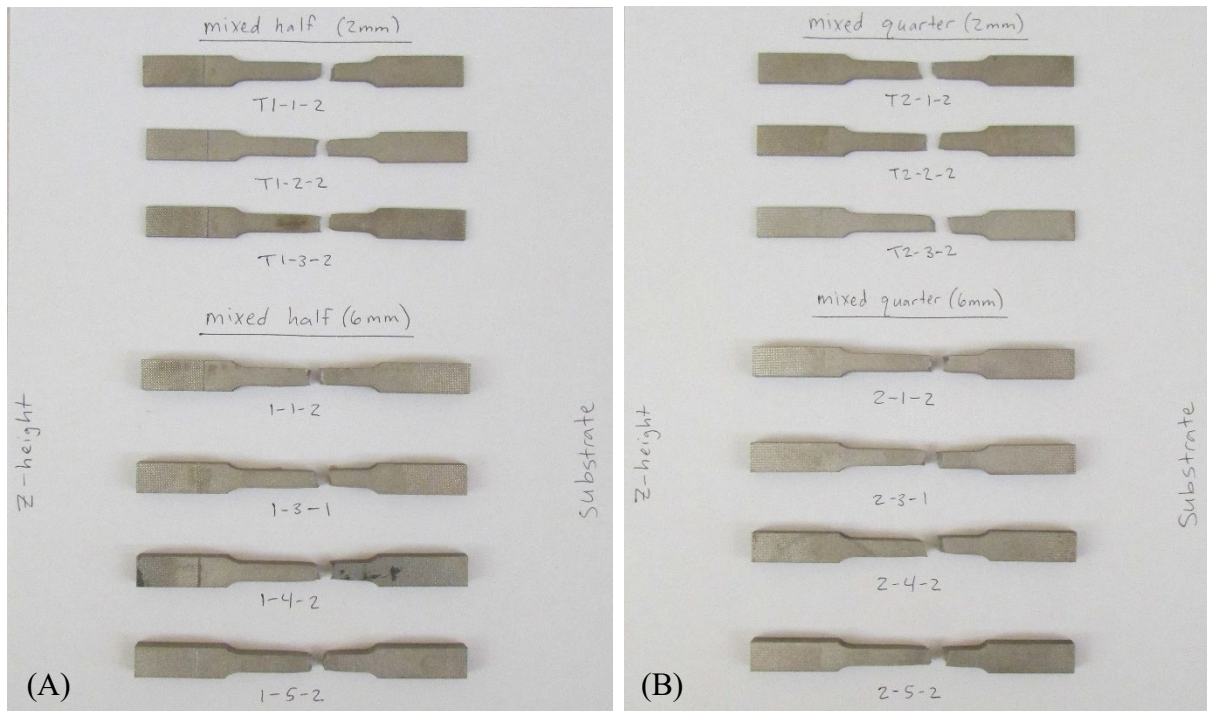 mixed half (2mm)
T1-1-2
T1-2-2
T1-3-2
mixed half (6mm)
1-1-2
1-3-1
1-4-2
1-5-2
Z-height
Substrate
(A)
mixed quarter (2mm)
T2-1-2
T2-2-2
T2-3-2
mixed quarter (6mm)
2-1-2
2-3-1
2-4-2
2-5-2
Z-height
Substrate
(B)